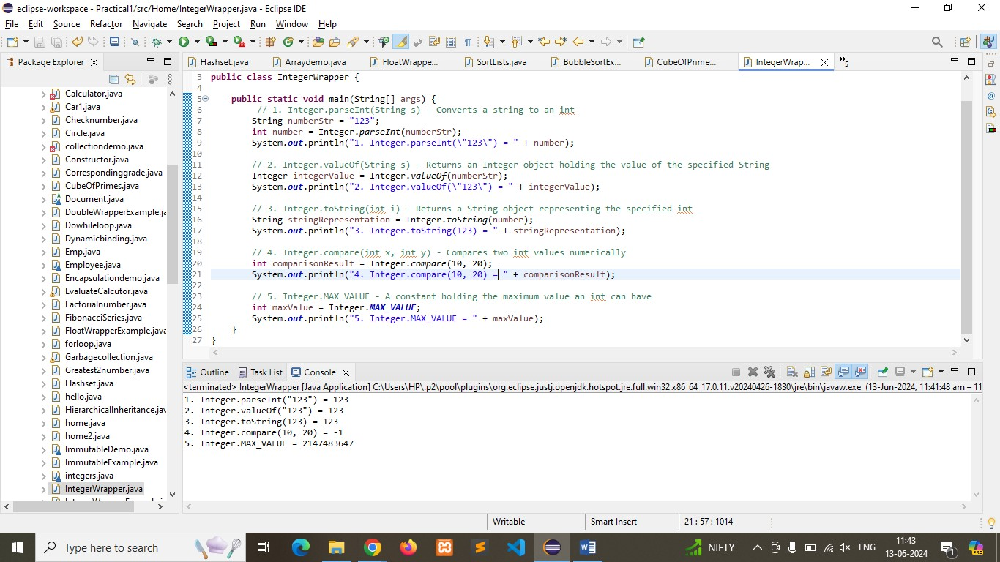 eclipse-workspace - Practical1/src/Home/IntegerWrapper.java - Eclipse IDE
File Edit Source Refactor Navigate Search Project Run Window Help
Package Explorer
Hashset.java Arraydemo.java FloatWrappe... SortLists.java BubbleSortEx... CubeOfPrime... IntegerWrap... »5
Calculator.java
Car1.java
Checknumber.java
Circle.java
collectiondemo.java
Constructor.java
Correspondinggrade.java
CubeOfPrimes.java
Document.java
DoubleWrapperExample.ja
Dowhileloop.java
Dynamicbinding.java
Emp.java
Employee.java
Encapsulationdemo.java
EvaluateCalcutor.java
Factorialnumber.java
FibonacciSeries.java
FloatWrapperExample.java
forloop.java
Garbagecollection.java
Greatest2number.java
Hashset.java
hello.java
HierarchicalInheritance.jav
home.java
home2.java
ImmutableDemo.java
ImmutableExample.java
integers.java
IntegerWrapper.java
3 public class IntegerWrapper {
4
5 public static void main(String[] args) {
6 // 1. Integer.parseInt(String s) - Converts a string to an int
7 String numberStr = "123";
8 int number = Integer.parseInt(numberStr);
9 System.out.println("1. Integer.parseInt(\"123\") = " + number);
10
11 // 2. Integer.valueOf(String s) - Returns an Integer object holding the value of the specified String
12 Integer integerValue = Integer.valueOf(numberStr);
13 System.out.println("2. Integer.valueOf(\"123\") = " + integerValue);
14
15 // 3. Integer.toString(int i) - Returns a String object representing the specified int
16 String stringRepresentation = Integer.toString(number);
17 System.out.println("3. Integer.toString(123) = " + stringRepresentation);
18
19 // 4. Integer.compare(int x, int y) - Compares two int values numerically
20 int comparisonResult = Integer.compare(10, 20);
21 System.out.println("4. Integer.compare(10, 20) = " + comparisonResult);
22
23 // 5. Integer.MAX_VALUE - A constant holding the maximum value an int can have
24 int maxValue = Integer.MAX_VALUE;
25 System.out.println("5. Integer.MAX_VALUE = " + maxValue);
26 }
27 }
Outline Task List Console
<terminated> IntegerWrapper [Java Application] C:\Users\HP\.p2\pool\plugins\org.eclipse.justj.openjdk.hotspot.jre.full.win32.x86_64_17.0.11.v20240426-1830\jre\bin\javaw.exe (13-Jun-2024, 11:41:48 am – 11
1. Integer.parseInt("123") = 123
2. Integer.valueOf("123") = 123
3. Integer.toString(123) = 123
4. Integer.compare(10, 20) = -1
5. Integer.MAX_VALUE = 2147483647
Writable Smart Insert 21 : 57 : 1014
Type here to search
NIFTY ENG 11:43
13-06-2024 1 PRE